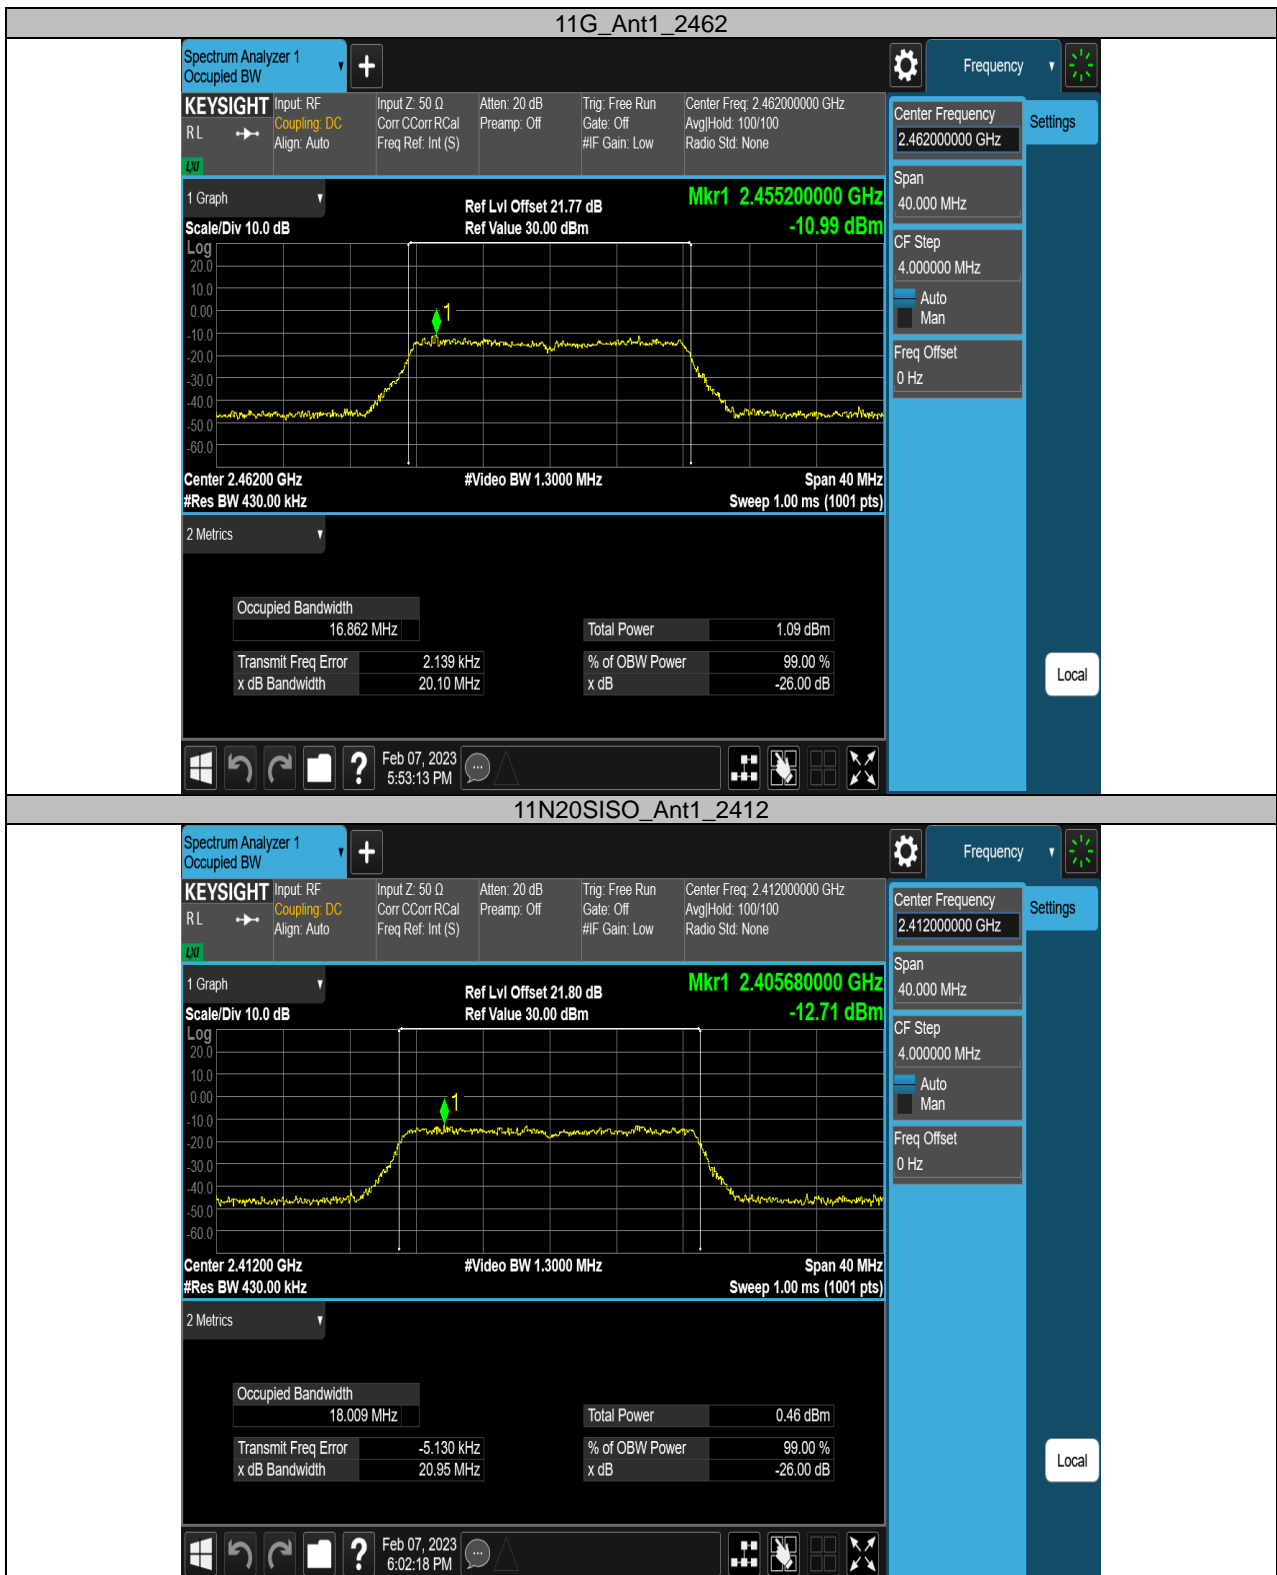 11G_Ant1_2462
Spectrum Analyzer 1
Occupied BW
Frequency
KEYSIGHT
RL
LXI
Input: RF
Coupling: DC
Align: Auto
Input Z: 50 Ω
Corr CCorr RCal
Freq Ref: Int (S)
Atten: 20 dB
Preamp: Off
Trig: Free Run
Gate: Off
#IF Gain: Low
Center Freq: 2.462000000 GHz
Avg|Hold: 100/100
Radio Std: None
Center Frequency
2.462000000 GHz
Settings
Span
40.000 MHz
CF Step
4.000000 MHz
Auto
Man
Freq Offset
0 Hz
Local
1 Graph
Scale/Div 10.0 dB
Ref Lvl Offset 21.77 dB
Ref Value 30.00 dBm
Mkr1 2.455200000 GHz
-10.99 dBm
Log
20.0
10.0
0.00
-10.0
-20.0
-30.0
-40.0
-50.0
-60.0
1
Center 2.46200 GHz
#Video BW 1.3000 MHz
Span 40 MHz
#Res BW 430.00 kHz
Sweep 1.00 ms (1001 pts)
2 Metrics
Occupied Bandwidth
16.862 MHz
Total Power 1.09 dBm
Transmit Freq Error 2.139 kHz
% of OBW Power 99.00 %
x dB Bandwidth 20.10 MHz
x dB -26.00 dB
Feb 07, 2023
5:53:13 PM
11N20SISO_Ant1_2412
Spectrum Analyzer 1
Occupied BW
Frequency
KEYSIGHT
RL
LXI
Input: RF
Coupling: DC
Align: Auto
Input Z: 50 Ω
Corr CCorr RCal
Freq Ref: Int (S)
Atten: 20 dB
Preamp: Off
Trig: Free Run
Gate: Off
#IF Gain: Low
Center Freq: 2.412000000 GHz
Avg|Hold: 100/100
Radio Std: None
Center Frequency
2.412000000 GHz
Settings
Span
40.000 MHz
CF Step
4.000000 MHz
Auto
Man
Freq Offset
0 Hz
Local
1 Graph
Scale/Div 10.0 dB
Ref Lvl Offset 21.80 dB
Ref Value 30.00 dBm
Mkr1 2.405680000 GHz
-12.71 dBm
Log
20.0
10.0
0.00
-10.0
-20.0
-30.0
-40.0
-50.0
-60.0
1
Center 2.41200 GHz
#Video BW 1.3000 MHz
Span 40 MHz
#Res BW 430.00 kHz
Sweep 1.00 ms (1001 pts)
2 Metrics
Occupied Bandwidth
18.009 MHz
Total Power 0.46 dBm
Transmit Freq Error -5.130 kHz
% of OBW Power 99.00 %
x dB Bandwidth 20.95 MHz
x dB -26.00 dB
Feb 07, 2023
6:02:18 PM